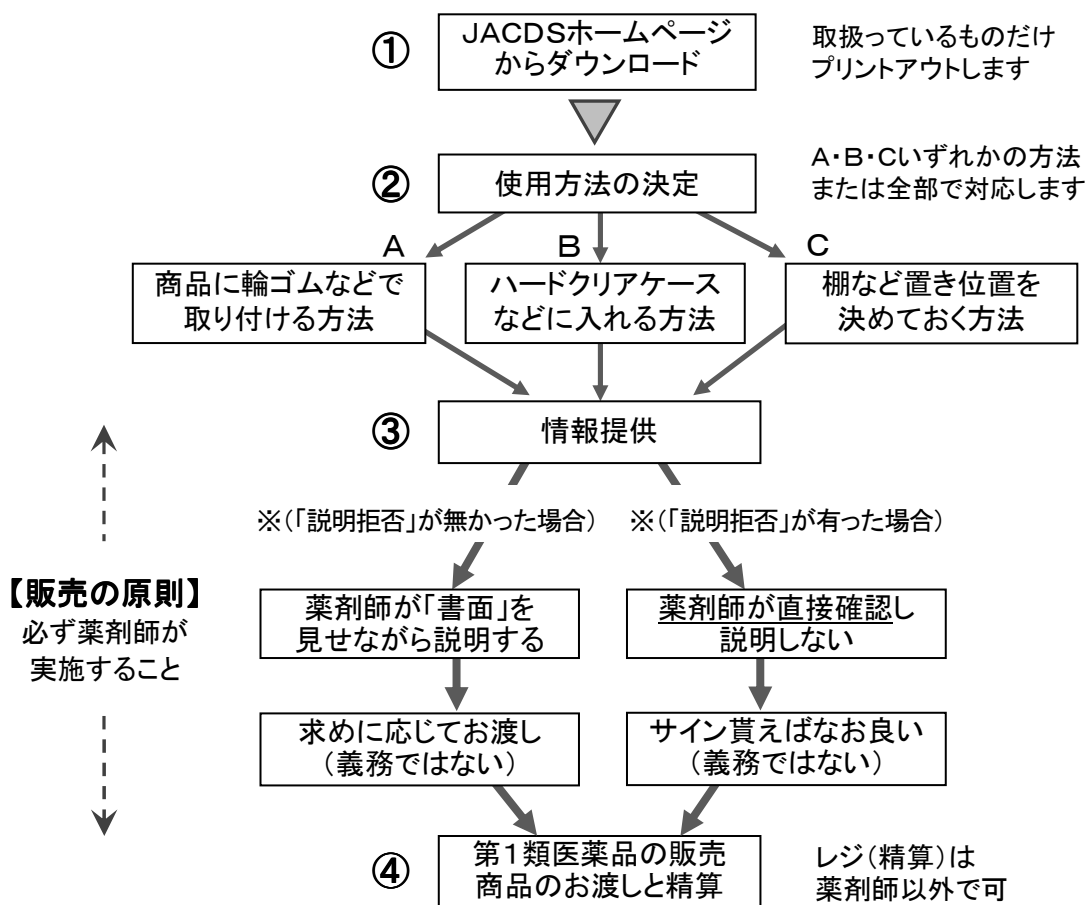 ①
JACDSホームページ
からダウンロード
取扱っているものだけ
プリントアウトします
②
使用方法の決定
A・B・Cいずれかの方法
または全部で対応します
A
商品に輪ゴムなどで
取り付ける方法
B
ハードクリアケース
などに入れる方法
C
棚など置き位置を
決めておく方法
③
情報提供
※(「説明拒否」が無かった場合)
※(「説明拒否」が有った場合)
【販売の原則】
必ず薬剤師が
実施すること
薬剤師が「書面」を
見せながら説明する
薬剤師が直接確認し
説明しない
求めに応じてお渡し
(義務ではない)
サイン貰えばなお良い
(義務ではない)
④
第1類医薬品の販売
商品のお渡しと精算
レジ(精算)は
薬剤師以外で可